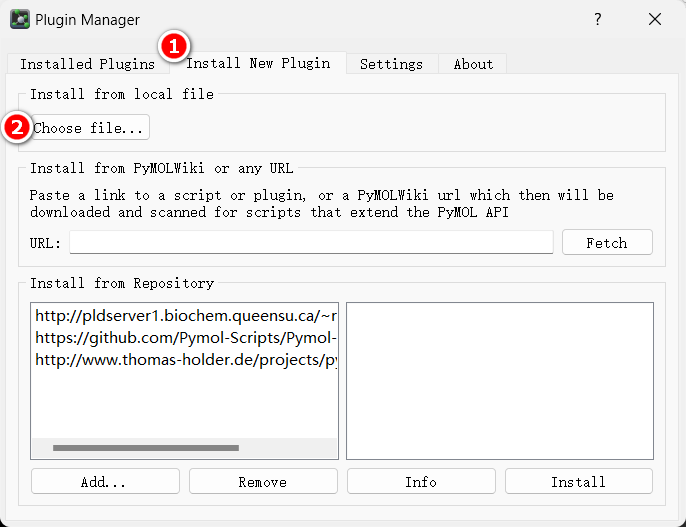 Plugin Manager
?
1
Installed Plugins
Install New Plugin
Settings
About
Install from local file
2
Choose file...
Install from PyMOLWiki or any URL
Paste a link to a script or plugin, or a PyMOLWiki url which then will be
downloaded and scanned for scripts that extend the PyMOL API
URL:
Fetch
Install from Repository
http://pldserver1.biochem.queensu.ca/~r
https://github.com/Pymol-Scripts/Pymol-
http://www.thomas-holder.de/projects/py
Add...
Remove
Info
Install